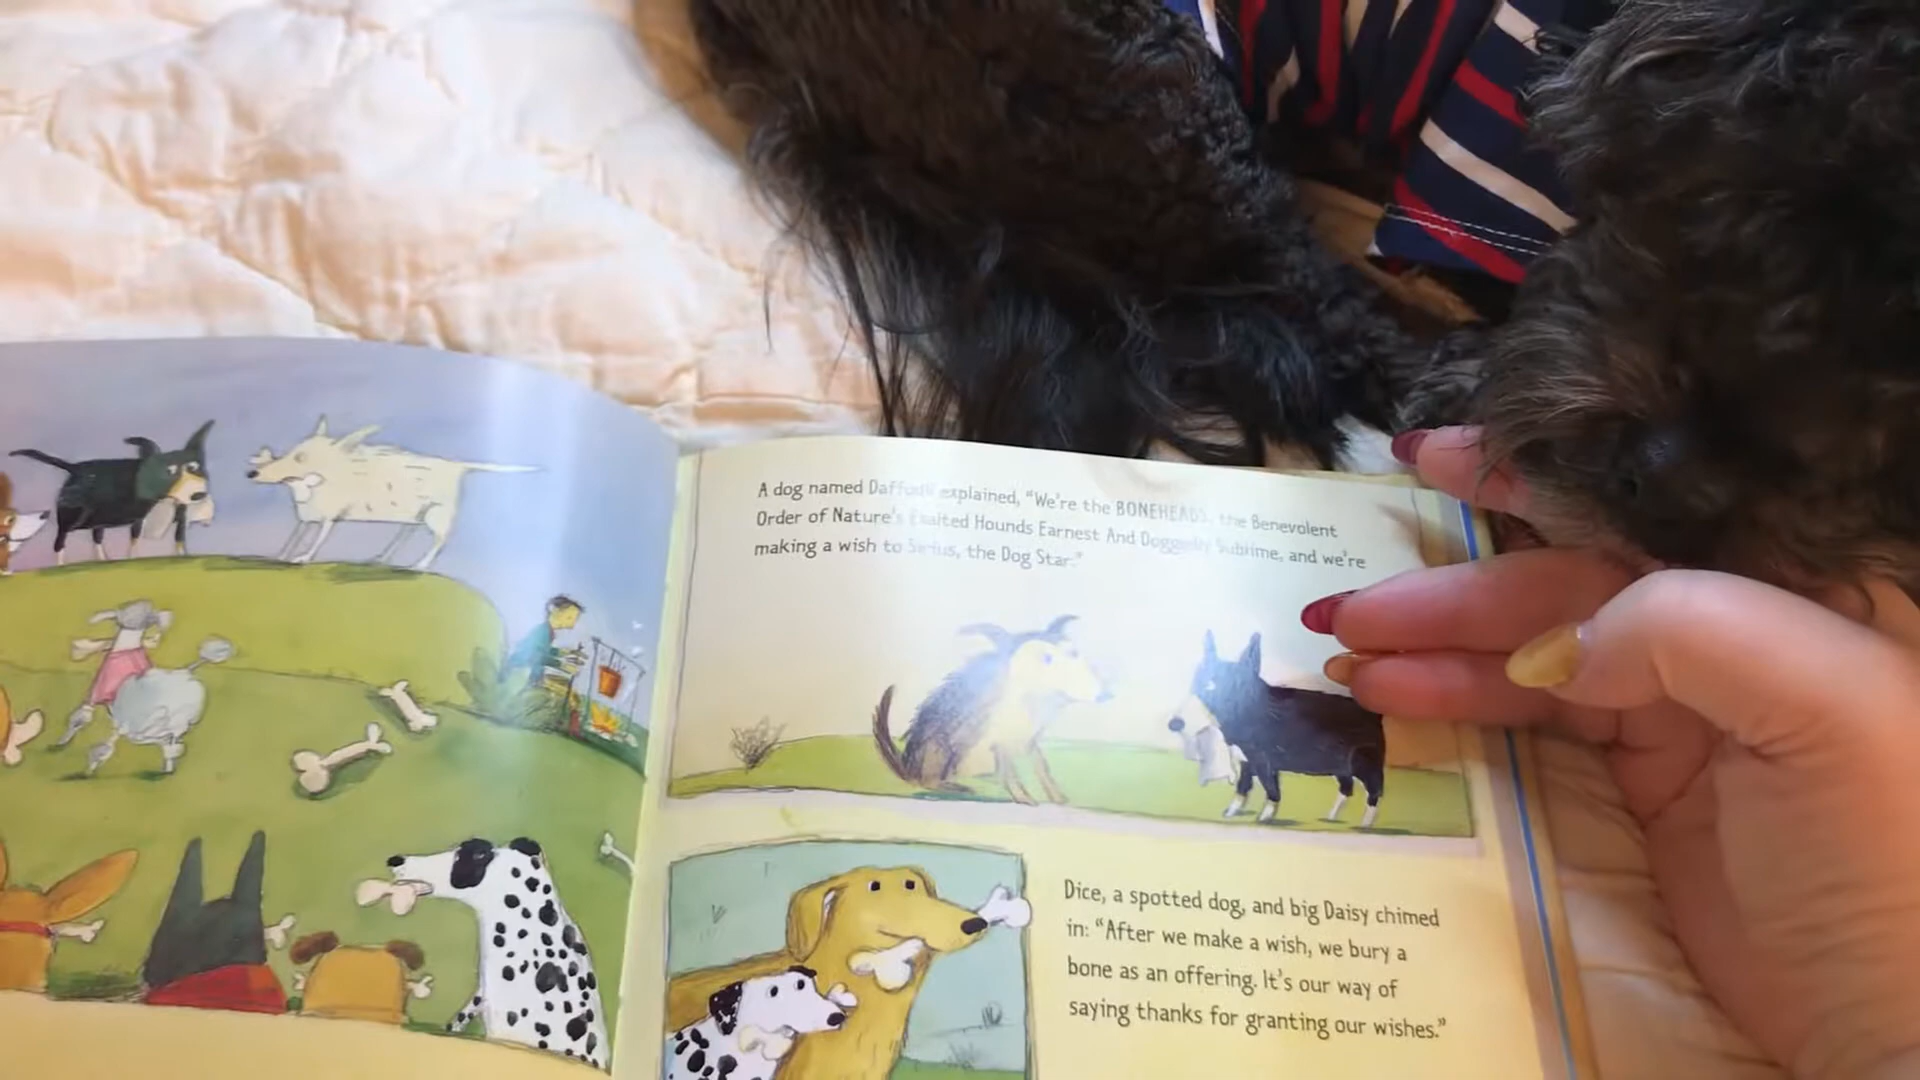 A dog named Daffodil explained, “We’re the BONEHEADS, the Benevolent
Order of Nature’s Exalted Hounds Earnest And Doggedly Sublime, and we’re
making a wish to Sirius, the Dog Star.”
Dice, a spotted dog, and big Daisy chimed
in: “After we make a wish, we bury a
bone as an offering. It’s our way of
saying thanks for granting our wishes.”